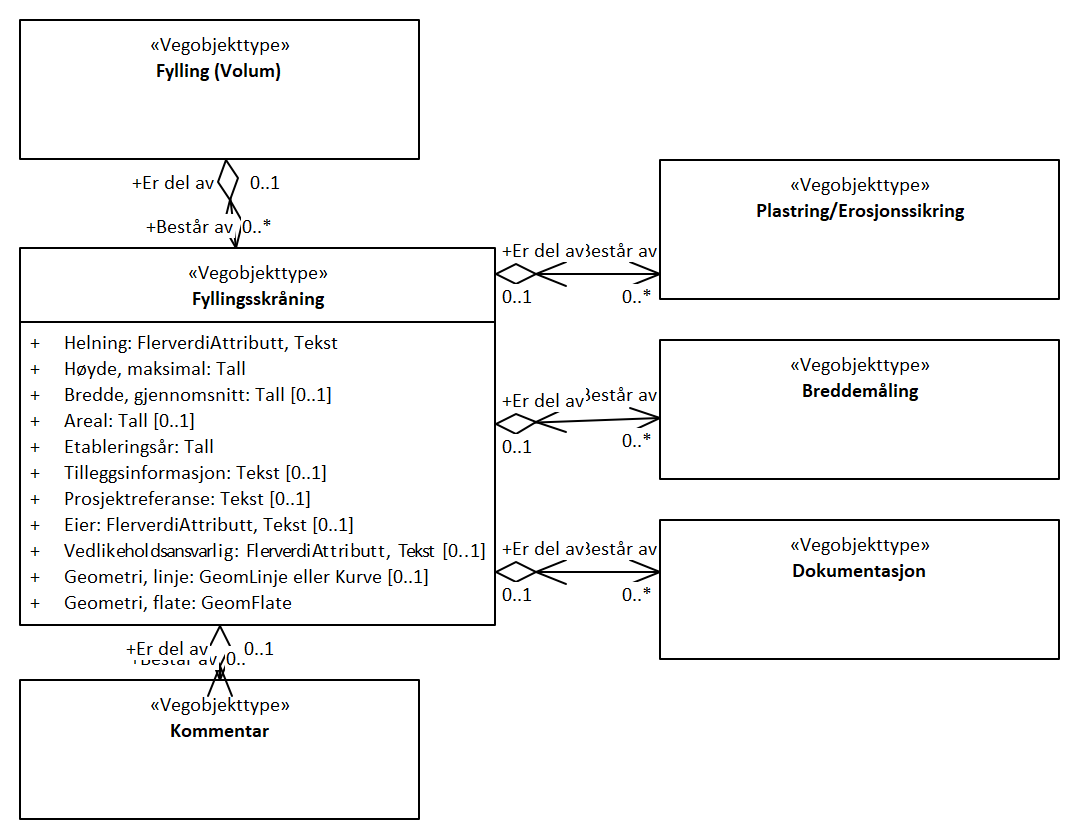 «Vegobjekttype»
Fylling (Volum)
+Er del av
0..1
+Består av
0..*
«Vegobjekttype»
Fyllingsskråning
+ Helning: FlerverdiAttributt, Tekst
+ Høyde, maksimal: Tall
+ Bredde, gjennomsnitt: Tall [0..1]
+ Areal: Tall [0..1]
+ Etableringsår: Tall
+ Tilleggsinformasjon: Tekst [0..1]
+ Prosjektreferanse: Tekst [0..1]
+ Eier: FlerverdiAttributt, Tekst [0..1]
+ Vedlikeholdsansvarlig: FlerverdiAttributt, Tekst [0..1]
+ Geometri, linje: GeomLinje eller Kurve [0..1]
+ Geometri, flate: GeomFlate
+Er del av
Består av
0..1
0..*
«Vegobjekttype»
Plastring/Erosjonssikring
+Er del av
Består av
0..1
0..*
«Vegobjekttype»
Breddemåling
+Er del av
Består av
0..1
0..*
«Vegobjekttype»
Dokumentasjon
+Er del av
0..1
+Består av
0..
«Vegobjekttype»
Kommentar